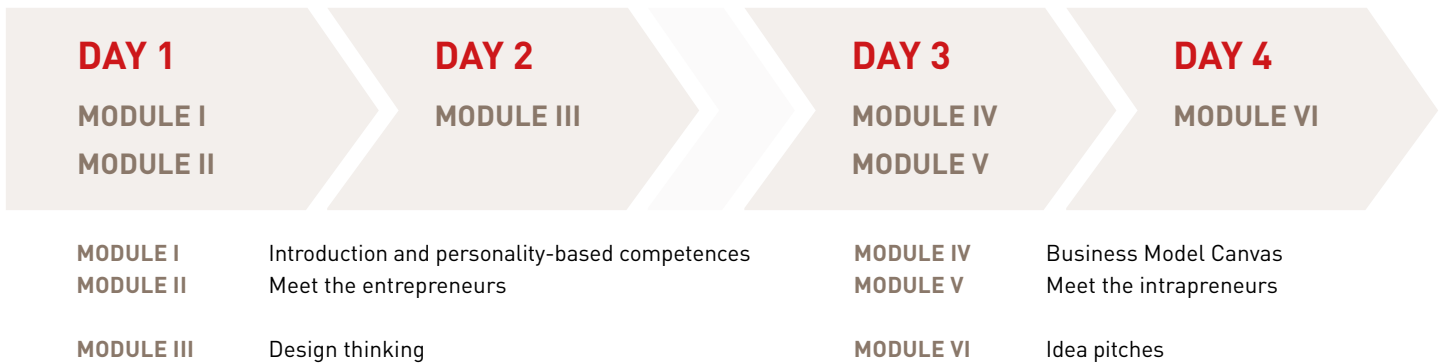 DAY 1
MODULE I
MODULE II
DAY 2
MODULE III
DAY 3
MODULE IV
MODULE V
DAY 4
MODULE VI
MODULE I Introduction and personality-based competences
MODULE II Meet the entrepreneurs
MODULE III Design thinking
MODULE IV Business Model Canvas
MODULE V Meet the intrapreneurs
MODULE VI Idea pitches